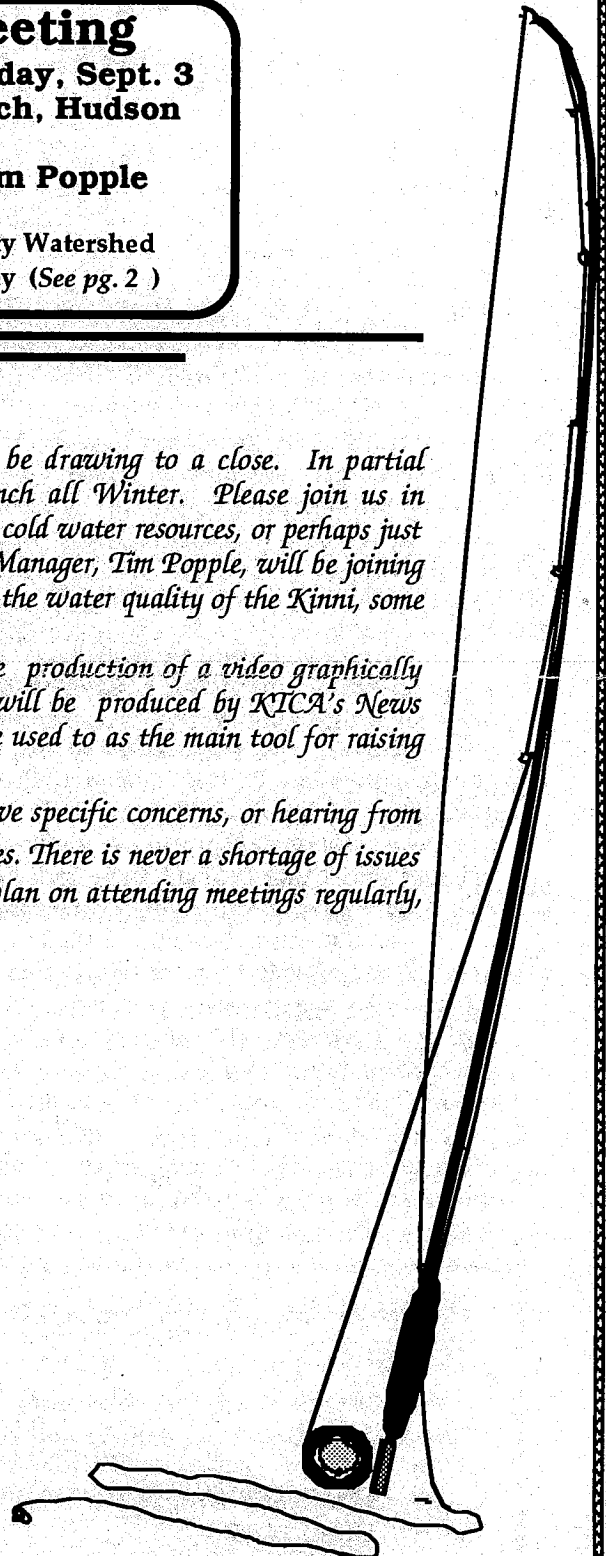 eeting
day, Sept. 3
ch, Hudson
m Popple
y Watershed
y (See pg. 2 )
be drawing to a close. In partial
nch all Winter. Please join us in
cold water resources, or perhaps just
Manager, Tim Popple, will be joining
the water quality of the Kinni, some
production of a video graphically
will be produced by KTCA's News
used to as the main tool for raising
ve specific concerns, or hearing from
es. There is never a shortage of issues
plan on attending meetings regularly,